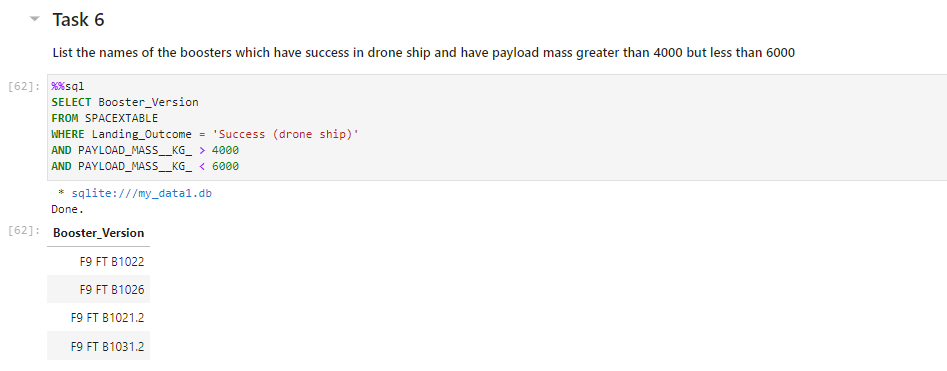 Task 6
List the names of the boosters which have success in drone ship and have payload mass greater than 4000 but less than 6000
[62]: %%sql
SELECT Booster_Version
FROM SPACEXTABLE
WHERE Landing_Outcome = 'Success (drone ship)'
AND PAYLOAD_MASS__KG_ > 4000
AND PAYLOAD_MASS__KG_ < 6000
* sqlite:///my_data1.db
Done.
[62]: Booster_Version
F9 FT B1022
F9 FT B1026
F9 FT B1021.2
F9 FT B1031.2